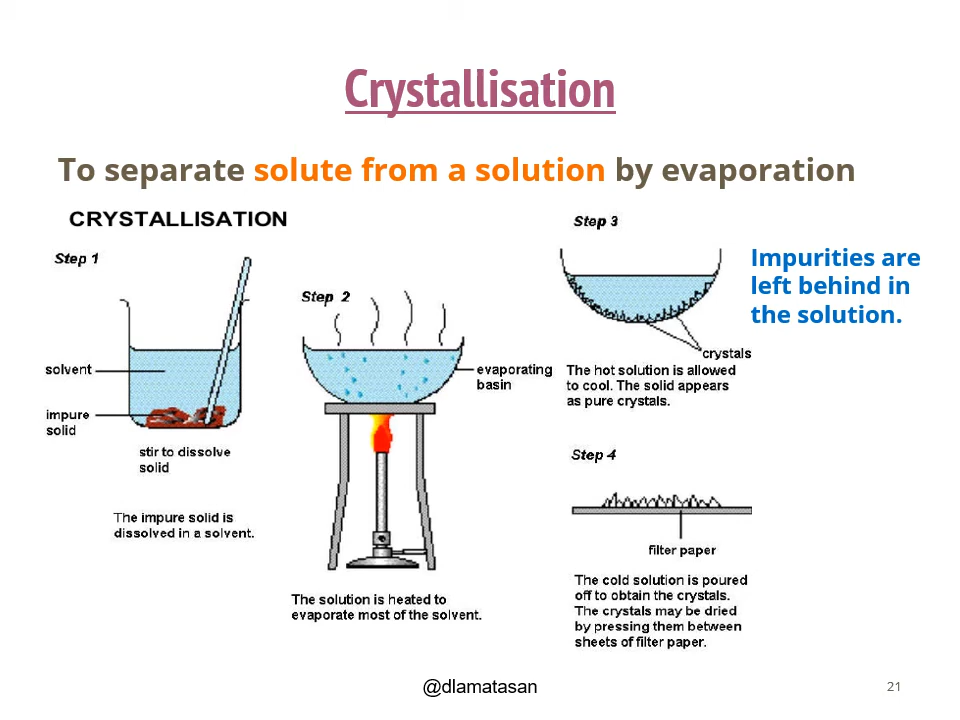 Crystallisation
To separate solute from a solution by evaporation
CRYSTALLISATION
Step 1
solvent
impure
solid
stir to dissolve
solid
The impure solid is
dissolved in a solvent.
Step 2
evaporating
basin
The solution is heated to
evaporate most of the solvent.
Step 3
crystals
The hot solution is allowed
to cool. The solid appears
as pure crystals.
Impurities are
left behind in
the solution.
Step 4
filter paper
The cold solution is poured
off to obtain the crystals.
The crystals may be dried
by pressing them between
sheets of filter paper.
@dlamatasan
21